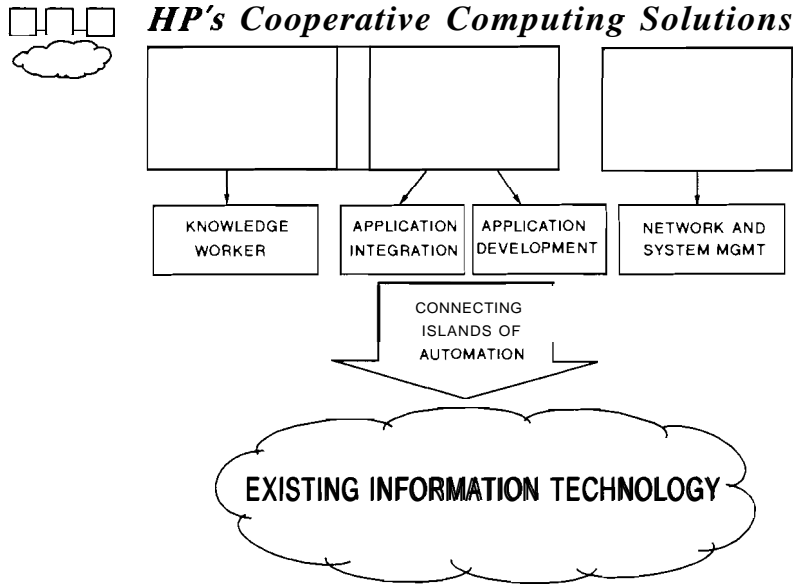 HP's Cooperative Computing Solutions
KNOWLEDGE
WORKER
APPLICATION
INTEGRATION
APPLICATION
DEVELOPMENT
NETWORK AND
SYSTEM MGMT
CONNECTING
ISLANDS OF
AUTOMATION
EXISTING INFORMATION TECHNOLOGY